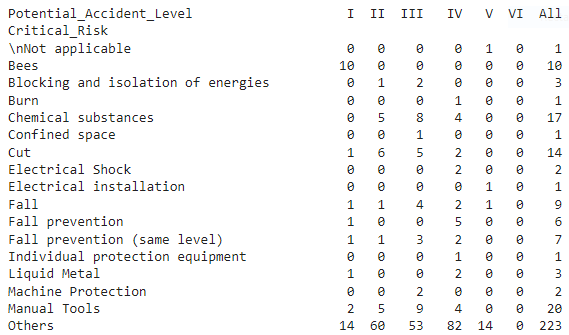 Potential_Accident_Level I II III IV V VI All
Critical_Risk
\nNot applicable 0 0 0 0 1 0 1
Bees 10 0 0 0 0 0 10
Blocking and isolation of energies 0 1 2 0 0 0 3
Burn 0 0 0 1 0 0 1
Chemical substances 0 5 8 4 0 0 17
Confined space 0 0 1 0 0 0 1
Cut 1 6 5 2 0 0 14
Electrical Shock 0 0 0 2 0 0 2
Electrical installation 0 0 0 0 1 0 1
Fall 1 1 4 2 1 0 9
Fall prevention 1 0 0 5 0 0 6
Fall prevention (same level) 1 1 3 2 0 0 7
Individual protection equipment 0 0 0 1 0 0 1
Liquid Metal 1 0 0 2 0 0 3
Machine Protection 0 0 2 0 0 0 2
Manual Tools 2 5 9 4 0 0 20
Others 14 60 53 82 14 0 223